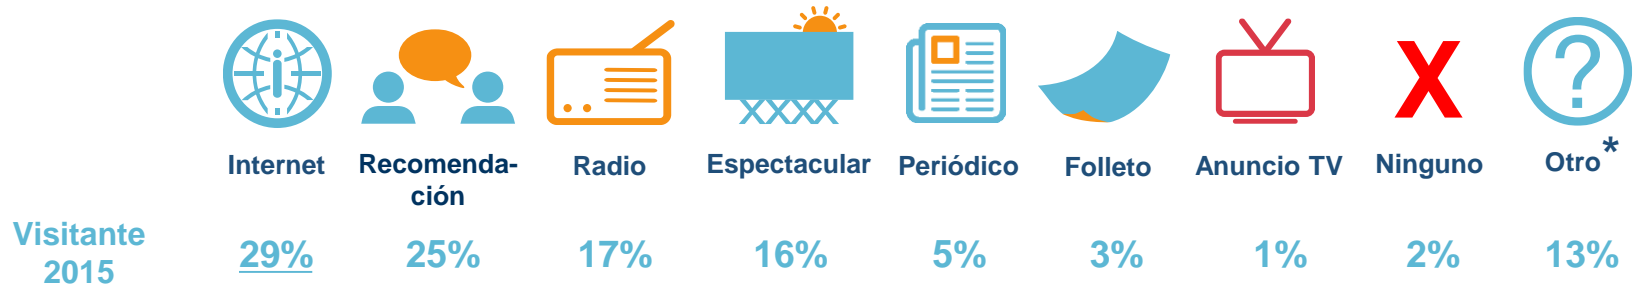 Internet
Recomenda-
ción
Radio
Espectacular
Periódico
Folleto
Anuncio TV
Ninguno
Otro*
Visitante
2015
29%
25%
17%
16%
5%
3%
1%
2%
13%